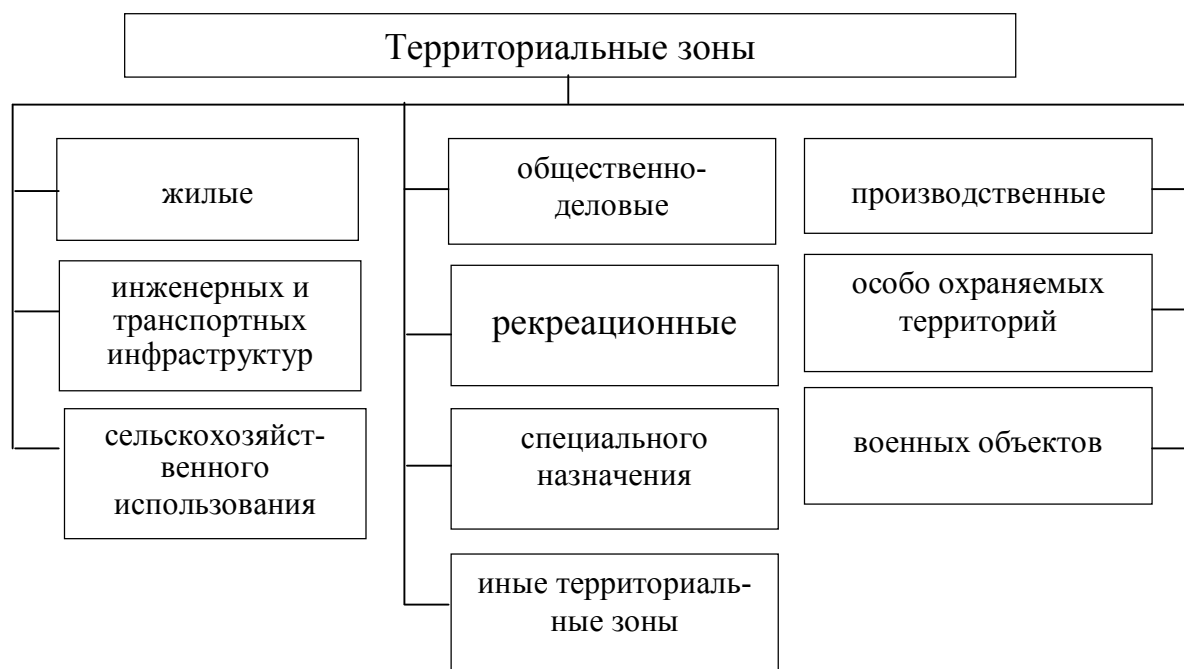 Территориальные зоны
жилые
инженерных и
транспортных
инфраструктур
сельскохозяйст-
венного
использования
общественно-
деловые
рекреационные
специального
назначения
иные территориаль-
ные зоны
производственные
особо охраняемых
территорий
военных объектов